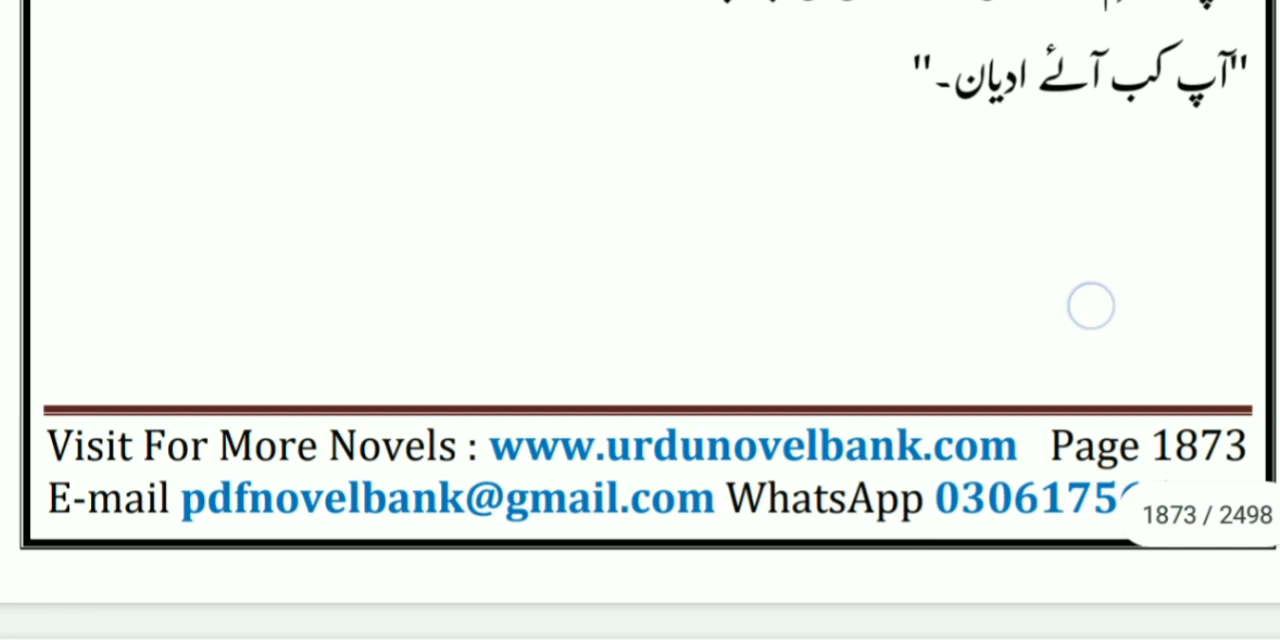 "آپ کب آئے ادیان۔"
Visit For More Novels : www.urdunovelbank.com Page 1873
E-mail pdfnovelbank@gmail.com WhatsApp 03061756
1873 / 2498